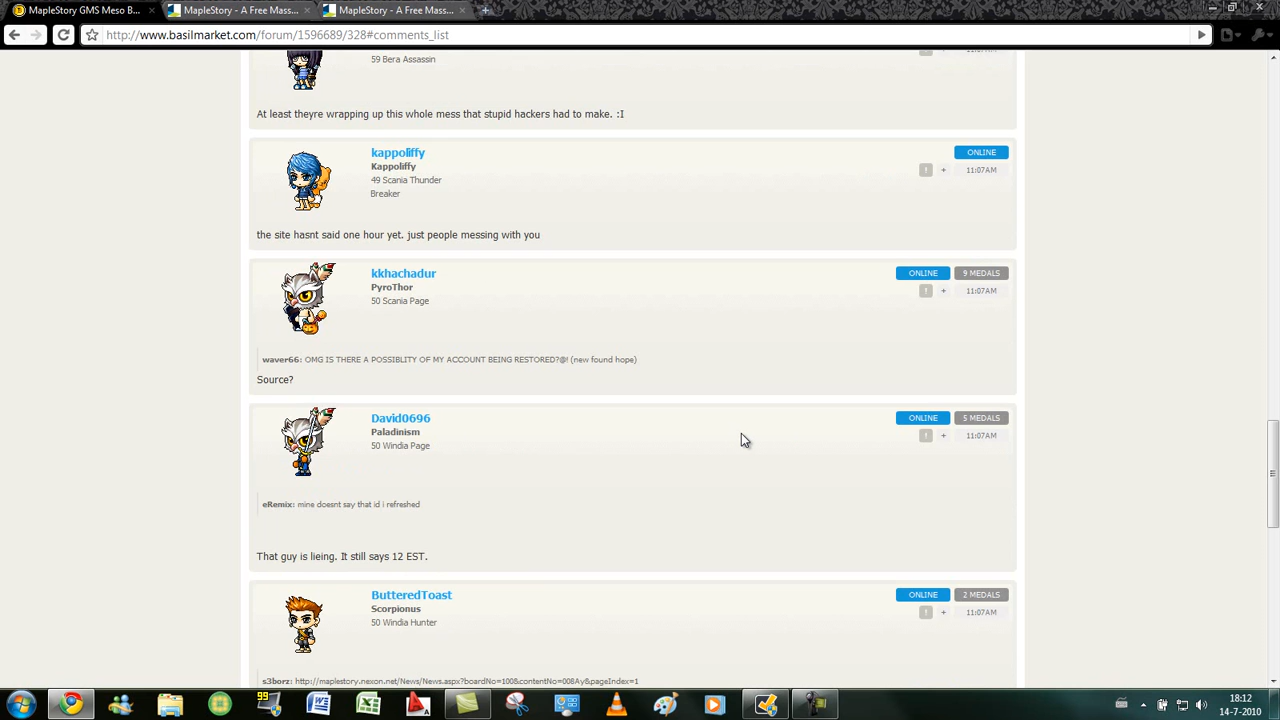 MapleStory GMS Meso B...
MapleStory - A Free Mass...
MapleStory - A Free Mass...
http://www.basilmarket.com/forum/1596689/328#comments_list
59 Bera Assassin
At least theyre wrapping up this whole mess that stupid hackers had to make. :I
kappoliffy
ONLINE
Kappoliffy
! + 11:07AM
49 Scania Thunder
Breaker
the site hasnt said one hour yet. just people messing with you
kkhachadur
ONLINE 9 MEDALS
PyroThor
! + 11:07AM
50 Scania Page
waver66: OMG IS THERE A POSSIBLITY OF MY ACCOUNT BEING RESTORED?@! (new found hope)
Source?
David0696
ONLINE 5 MEDALS
Paladinism
! + 11:07AM
50 Windia Page
eRemix: mine doesnt say that id i refreshed
That guy is lieing. It still says 12 EST.
ButteredToast
ONLINE 2 MEDALS
Scorpionus
! + 11:07AM
50 Windia Hunter
s3borz: http://maplestory.nexon.net/News/News.aspx?boardNo=100&contentNo=008Ay&pageIndex=1
99
18:12
14-7-2010